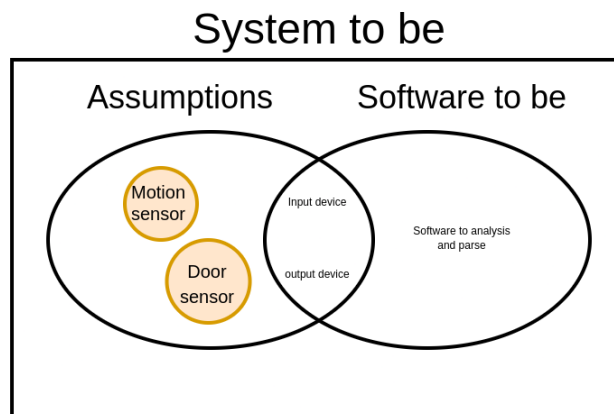 System to be
Assumptions
Software to be
Motion
sensor
Door
sensor
Input device
output device
Software to analysis
and parse